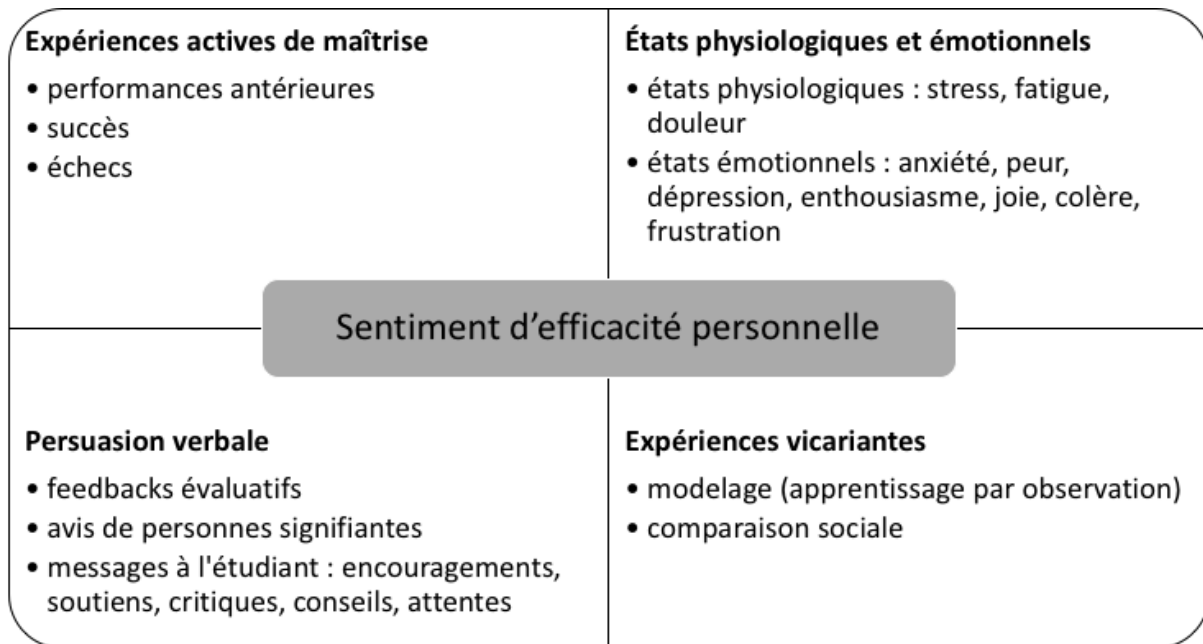 Expériences actives de maîtrise
• performances antérieures
• succès
• échecs
États physiologiques et émotionnels
• états physiologiques : stress, fatigue,
douleur
• états émotionnels : anxiété, peur,
dépression, enthousiasme, joie, colère,
frustration
Sentiment d’efficacité personnelle
Persuasion verbale
• feedbacks évaluatifs
• avis de personnes signifiantes
• messages à l'étudiant : encouragements,
soutiens, critiques, conseils, attentes
Expériences vicariantes
• modelage (apprentissage par observation)
• comparaison sociale